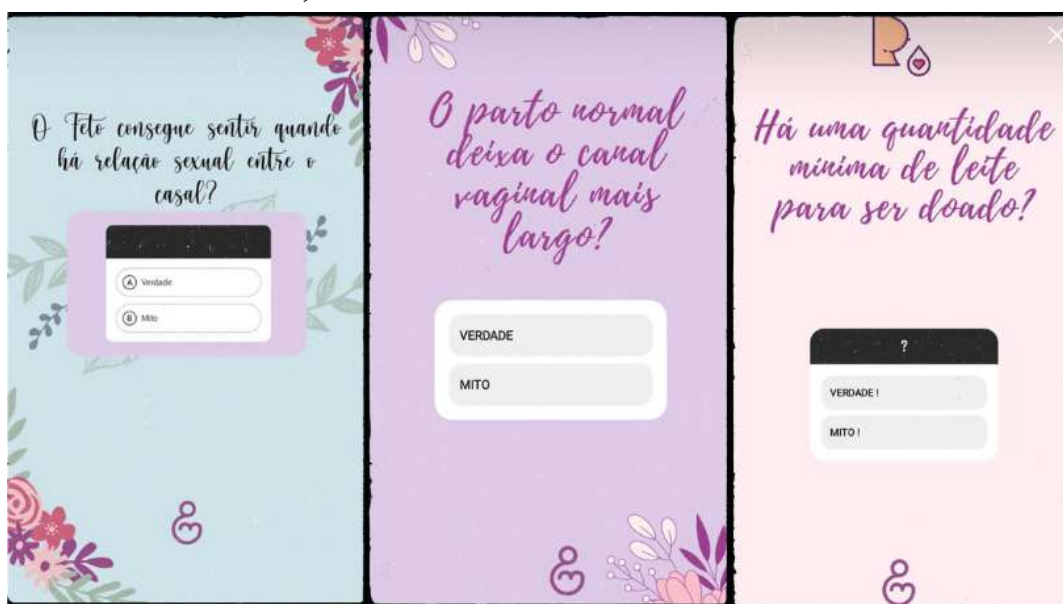 O Feto consegue sentir quando
há relação sexual entre o
casal?
A Verdade
B Mito
O parto normal
deixa o canal
vaginal mais
largo?
VERDADE
MITO
Há uma quantidade
mínima de leite
para ser doado?
?
VERDADE !
MITO !